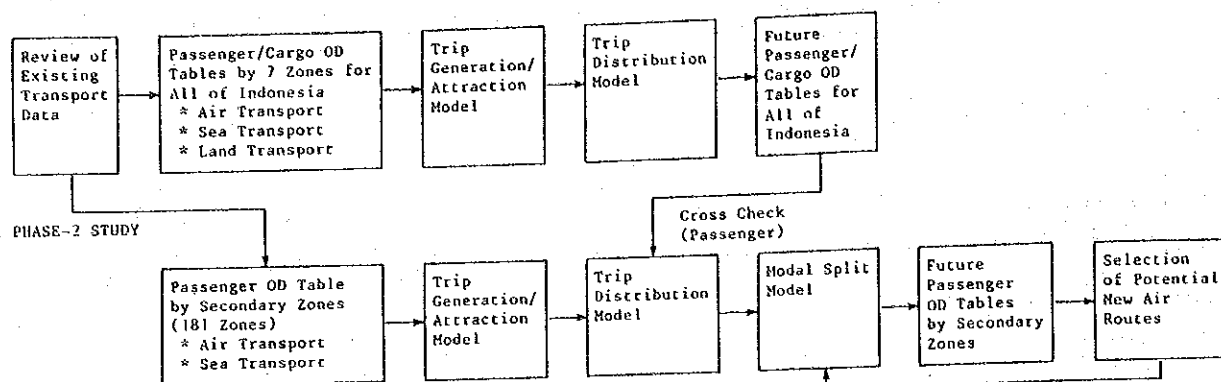 Review of
Existing
Transport
Data
Passenger/Cargo OD
Tables by 7 Zones for
All of Indonesia
* Air Transport
* Sea Transport
* Land Transport
Trip
Generation/
Attraction
Model
Trip
Distribution
Model
Future
Passenger/
Cargo OD
Tables for
All of
Indonesia
PHASE-2 STUDY
Cross Check
(Passenger)
Passenger OD Table
by Secondary Zones
(181 Zones)
* Air Transport
* Sea Transport
Trip
Generation/
Attraction
Model
Trip
Distribution
Model
Modal Split
Model
Future
Passenger
OD Tables
by Secondary
Zones
Selection
of Potential
New Air
Routes